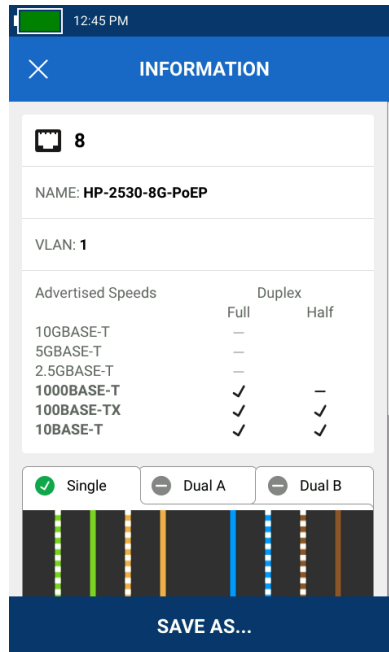 12:45 PM
INFORMATION
8
NAME: HP-2530-8G-PoEP
VLAN: 1
Advertised Speeds Duplex
Full Half
10GBASE-T —
5GBASE-T —
2.5GBASE-T —
1000BASE-T ✓ –
100BASE-TX ✓ ✓
10BASE-T ✓ ✓
Single Dual A Dual B
SAVE AS...